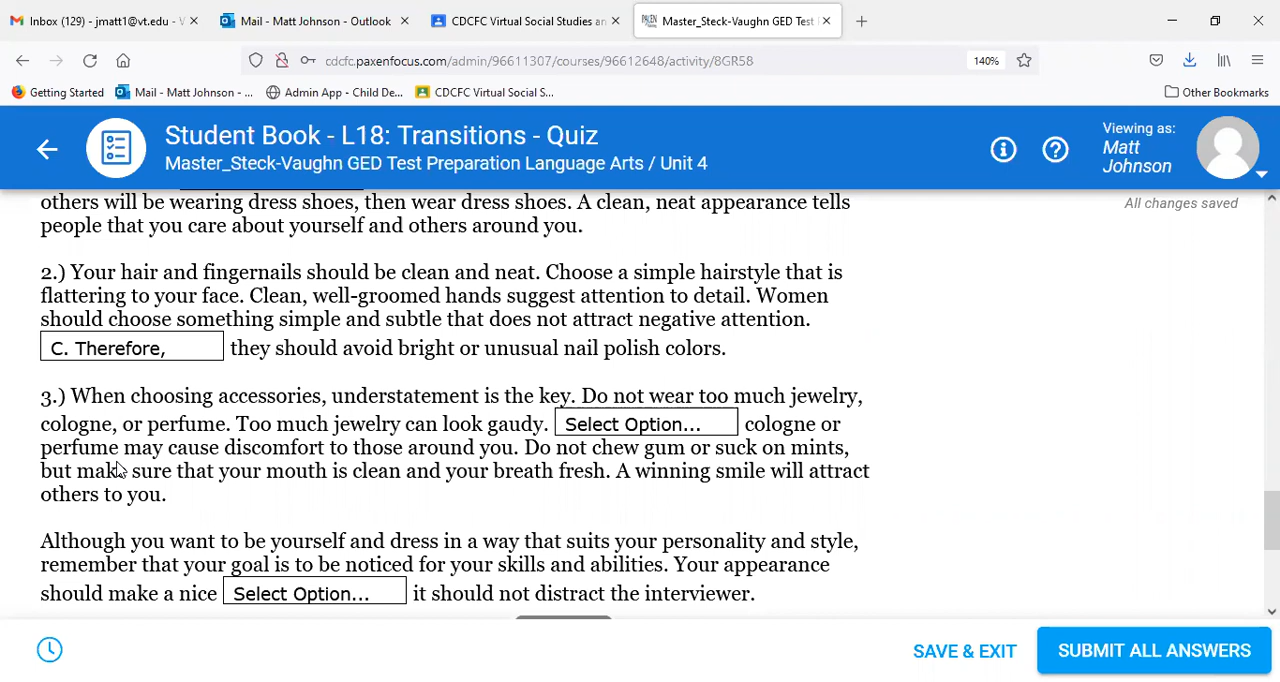 Inbox (129) - jmatt1@vt.edu - V
Mail - Matt Johnson - Outlook
CDCFC Virtual Social Studies an
PAXEN
Master_Steck-Vaughn GED Test
cdcfc.paxenfocus.com/admin/96611307/courses/96612648/activity/8GR58
140%
Getting Started
Mail - Matt Johnson - ...
Admin App - Child De...
CDCFC Virtual Social S...
Other Bookmarks
Student Book - L18: Transitions - Quiz
Master_Steck-Vaughn GED Test Preparation Language Arts / Unit 4
Viewing as:
Matt
Johnson
All changes saved
others will be wearing dress shoes, then wear dress shoes. A clean, neat appearance tells
people that you care about yourself and others around you.
2.) Your hair and fingernails should be clean and neat. Choose a simple hairstyle that is
flattering to your face. Clean, well-groomed hands suggest attention to detail. Women
should choose something simple and subtle that does not attract negative attention.
C. Therefore, they should avoid bright or unusual nail polish colors.
3.) When choosing accessories, understatement is the key. Do not wear too much jewelry,
cologne, or perfume. Too much jewelry can look gaudy. Select Option... cologne or
perfume may cause discomfort to those around you. Do not chew gum or suck on mints,
but make sure that your mouth is clean and your breath fresh. A winning smile will attract
others to you.
Although you want to be yourself and dress in a way that suits your personality and style,
remember that your goal is to be noticed for your skills and abilities. Your appearance
should make a nice Select Option... it should not distract the interviewer.
SAVE & EXIT
SUBMIT ALL ANSWERS